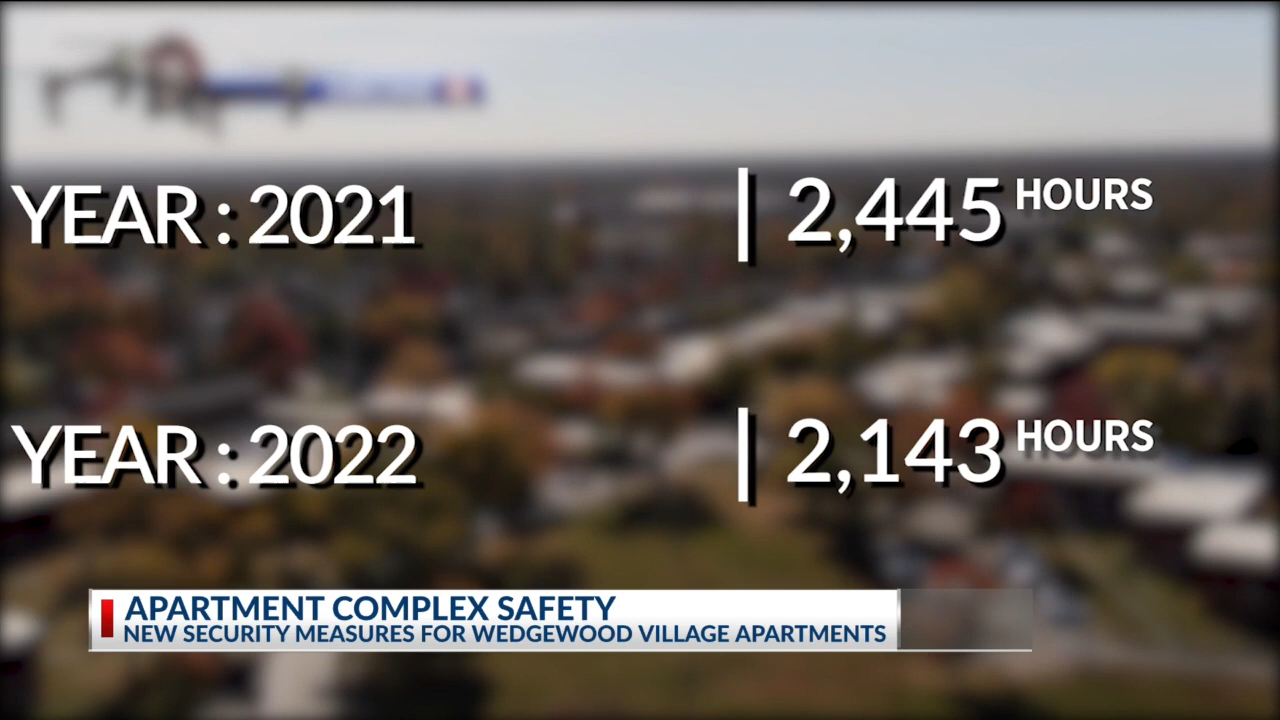 YEAR : 2021 | 2,445 HOURS
YEAR : 2022 | 2,143 HOURS
APARTMENT COMPLEX SAFETY
NEW SECURITY MEASURES FOR WEDGEWOOD VILLAGE APARTMENTS